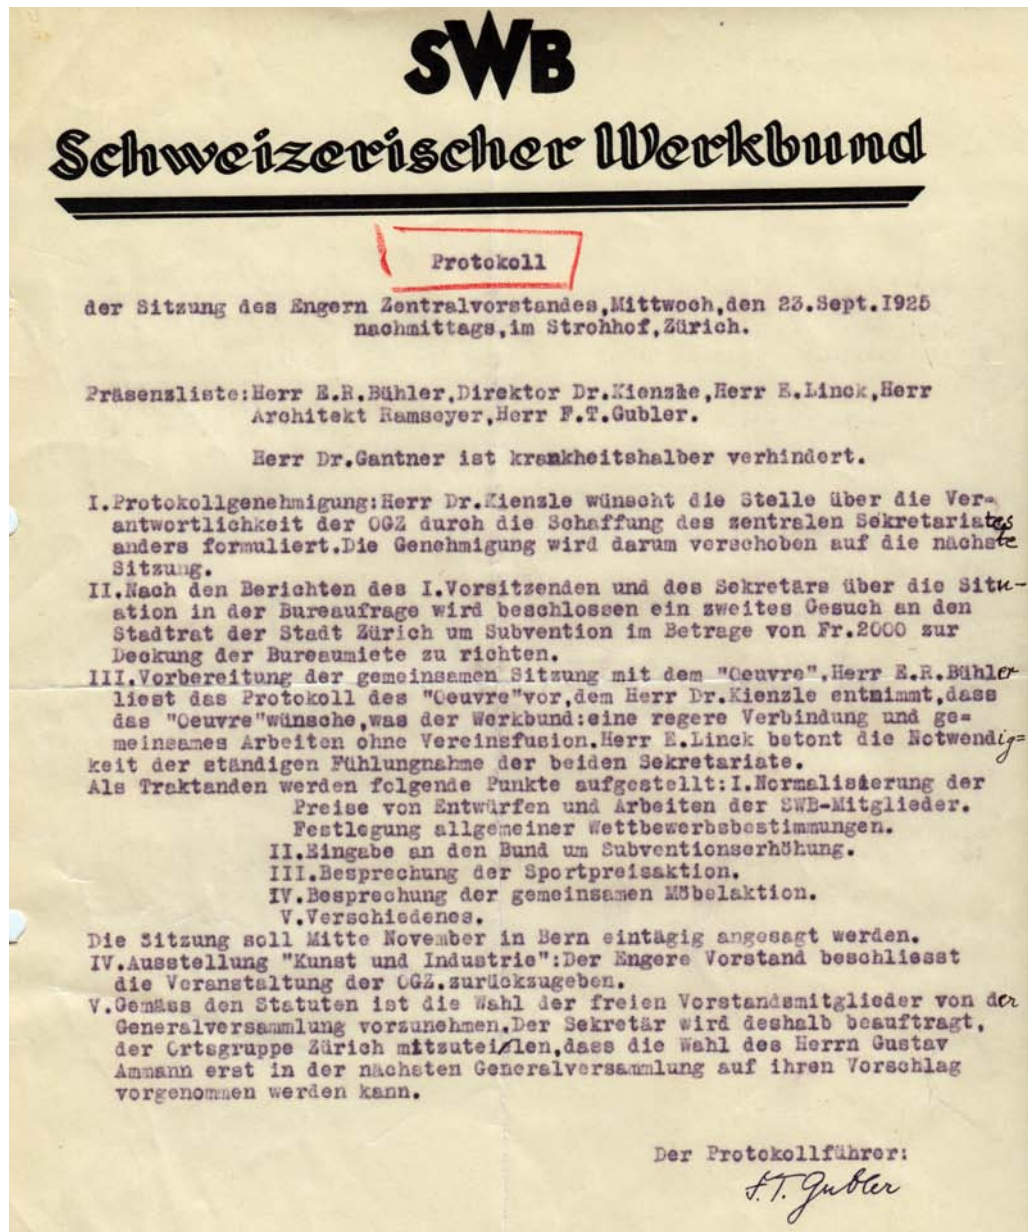 SWB
Schweizerischer Werkbund
Protokoll
der Sitzung des Engern Zentralvorstandes,Mittwoch,den 23.Sept.I925
nachmittags,im Strohhof,Zürich.
Präsenzliste:Herr E.R.Bühler,Direktor Dr.Kienzle,Herr E.Linck,Herr
Architekt Ramseyer,Herr F.T.Gubler.
Herr Dr.Gantner ist krankheitshalber verhindert.
I.Protokollgenehmigung:Herr Dr.Kienzle wünscht die Stelle über die Ver=
antwortlichkeit der OGZ durch die Schaffung des zentralen Sekretariates
anders formuliert.Die Genehmigung wird darum verschoben auf die nächste
Sitzung.
II.Nach den Berichten des I.Vorsitzenden und des Sekretärs über die Situ-
ation in der Bureaufrage wird beschlossen ein zweites Gesuch an den
Stadtrat der Stadt Zürich um Subvention im Betrage von Fr.2000 zur
Deckung der Bureaumiete zu richten.
III.Vorbereitung der gemeinsamen Sitzung mit dem "Oeuvre".Herr E.R.Bühler
liest das Protokoll des "Oeuvre"vor,dem Herr Dr.Kienzle entnimmt,dass
das "Oeuvre"wünsche,was der Werkbund:eine regere Verbindung und ge=
meinsames Arbeiten ohne Vereinsfusion.Herr E.Linck betont die Notwendig=
keit der ständigen Fühlungnahme der beiden Sekretariate.
Als Traktanden werden folgende Punkte aufgestellt:I.Normalisierung der
Preise von Entwürfen und Arbeiten der SWB-Mitglieder.
Festlegung allgemeiner Wettbewerbsbestimmungen.
II.Eingabe an den Bund um Subventionserhöhung.
III.Besprechung der Sportpreisaktion.
IV.Besprechung der gemeinsamen Möbelaktion.
V.Verschiedenes.
Die Sitzung soll Mitte November in Bern eintägig angesagt werden.
IV.Ausstellung "Kunst und Industrie":Der Engere Vorstand beschliesst
die Veranstaltung der OGZ.zurückzugeben.
V.Gemäss den Statuten ist die Wahl der freien Vorstandsmitglieder von der
Generalversammlung vorzunehmen.Der Sekretär wird deshalb beauftragt,
der Ortsgruppe Zürich mitzuteilen,dass die Wahl des Herrn Gustav
Ammann erst in der nächsten Generalversammlung auf ihren Vorschlag
vorgenommen werden kann.
Der Protokollführer:
F.T. Gubler